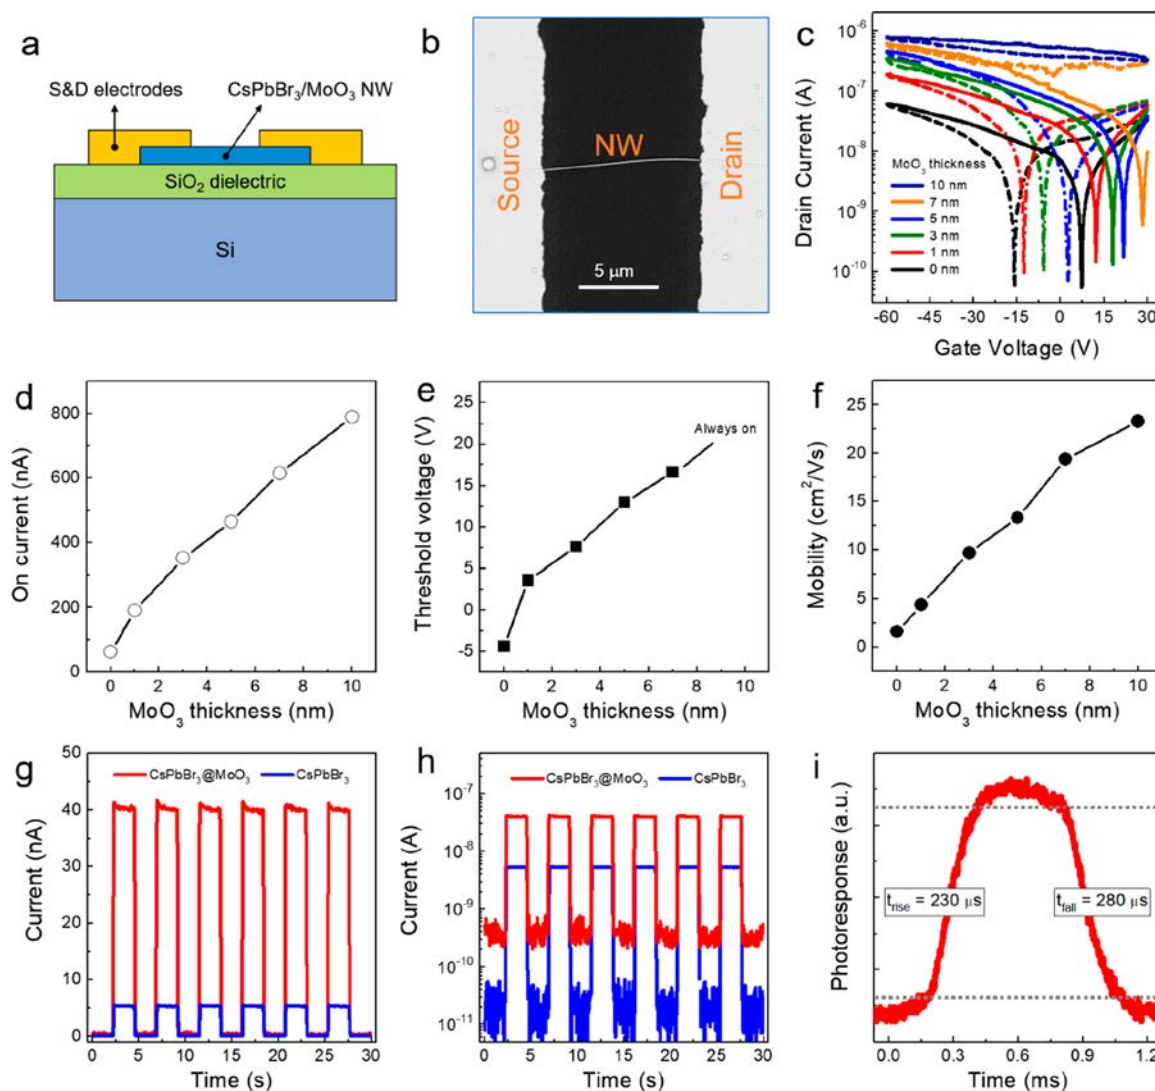 a
S&D electrodes
CsPbBr₃/MoO₃ NW
SiO₂ dielectric
Si
b
Source
NW
Drain
5 μm
c
Drain Current (A)
10⁻⁶
10⁻⁷
10⁻⁸
10⁻⁹
10⁻¹⁰
MoO₃ thickness
10 nm
7 nm
5 nm
3 nm
1 nm
0 nm
-60 -45 -30 -15 0 15 30
Gate Voltage (V)
d
On current (nA)
800
600
400
200
0
0 2 4 6 8 10
MoO₃ thickness (nm)
e
Threshold voltage (V)
25
20
15
10
5
0
-5
Always on
0 2 4 6 8 10
MoO₃ thickness (nm)
f
Mobility (cm²/Vs)
25
20
15
10
5
0
0 2 4 6 8 10
MoO₃ thickness (nm)
g
Current (nA)
50
40
30
20
10
0
CsPbBr₃@MoO₃ CsPbBr₃
0 5 10 15 20 25 30
Time (s)
h
Current (A)
10⁻⁷
10⁻⁸
10⁻⁹
10⁻¹⁰
10⁻¹¹
CsPbBr₃@MoO₃ CsPbBr₃
0 5 10 15 20 25 30
Time (s)
i
Photoresponse (a.u.)
t_rise = 230 μs
t_fall = 280 μs
0.0 0.3 0.6 0.9 1.2
Time (ms)